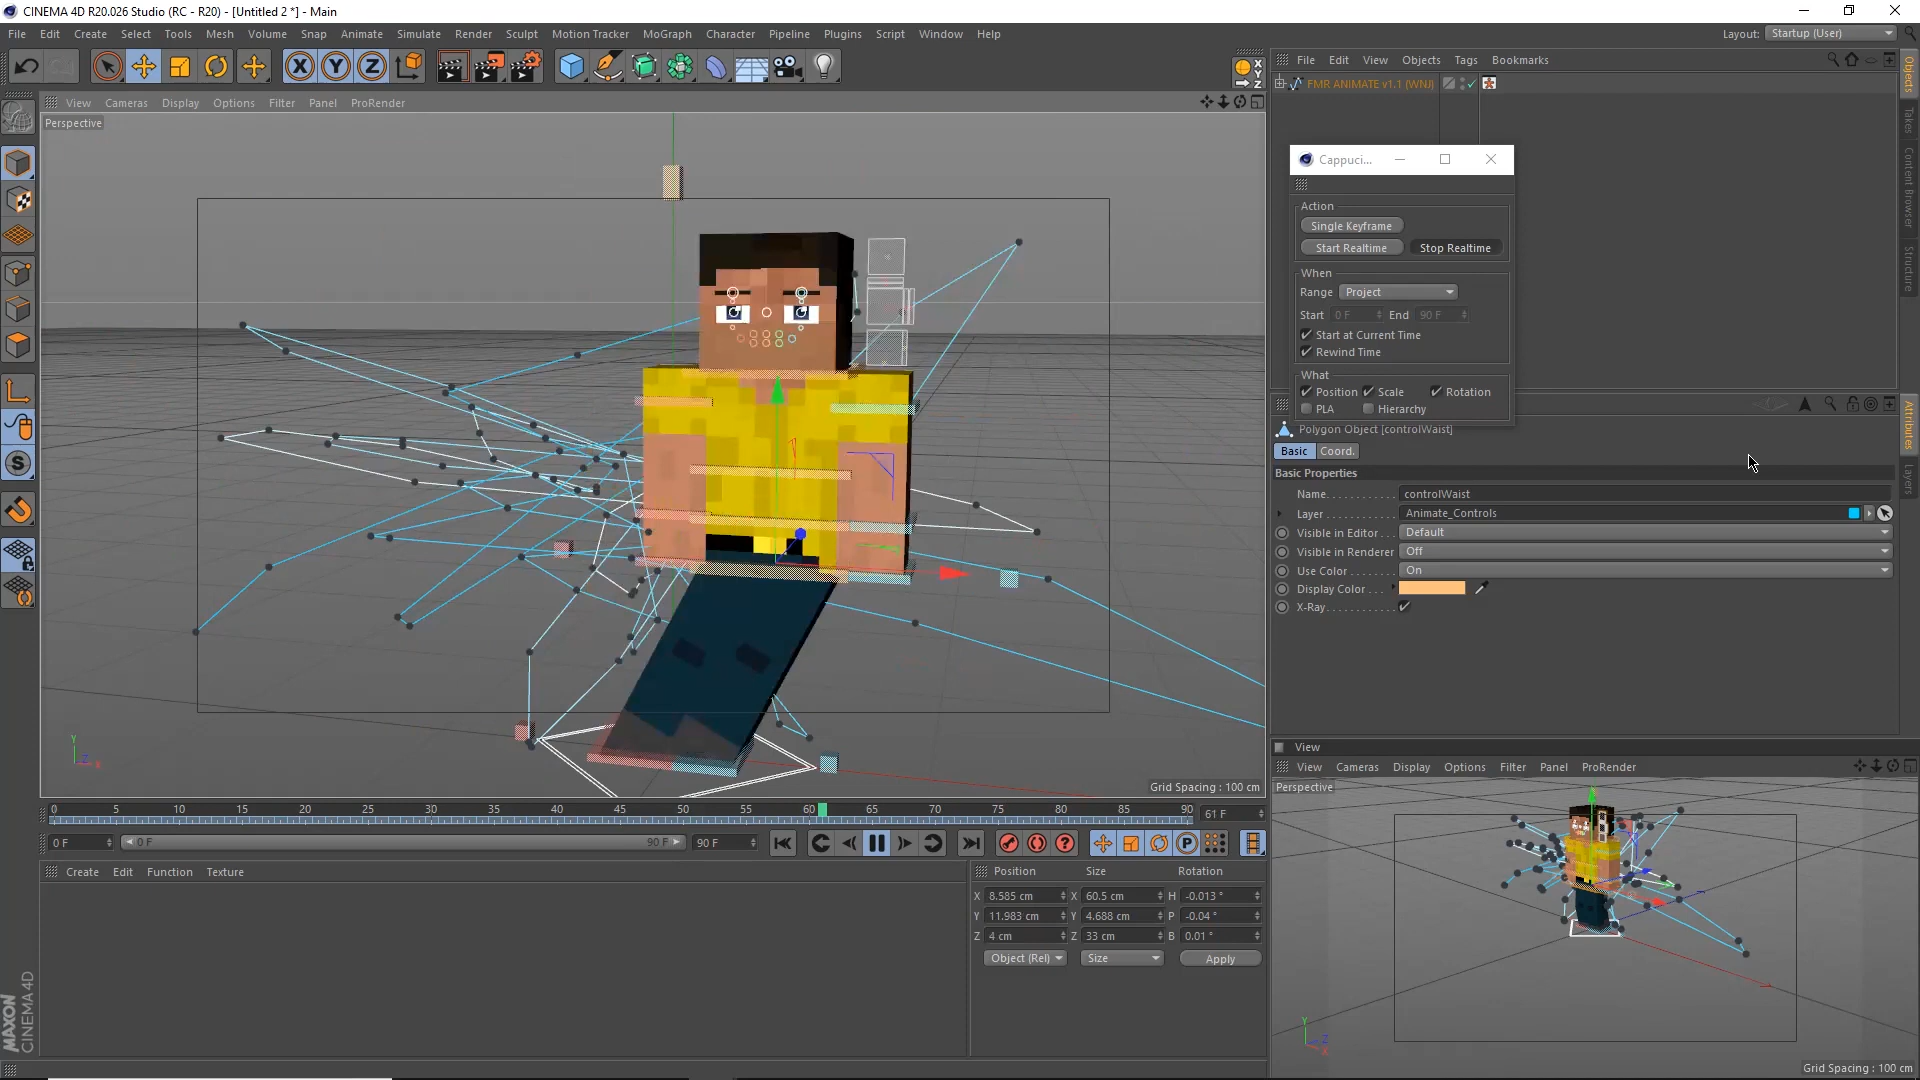 CINEMA 4D R20.026 Studio (RC - R20) - [Untitled 2 *] - Main
File Edit Create Select Tools Mesh Volume Snap Animate Simulate Render Sculpt Motion Tracker MoGraph Character Pipeline Plugins Script Window Help
Layout: Startup (User)
X Y Z
X
Y
Z
File Edit View Objects Tags Bookmarks
FMR ANIMATE v1.1 (WNJ)
View Cameras Display Options Filter Panel ProRender
Perspective
Cappuci...
Action
Single Keyframe
Start Realtime Stop Realtime
When
Range Project
Start 0 F End 90 F
Start at Current Time
Rewind Time
What
Position Scale Rotation
PLA Hierarchy
Polygon Object [controlWaist]
Basic Coord.
Basic Properties
Name controlWaist
Layer Animate_Controls
Visible in Editor Default
Visible in Renderer Off
Use Color On
Display Color
X-Ray
Objects
Takes
Content Browser
Structure
Attributes
Layers
S
Y
Z
X
Grid Spacing : 100 cm
0 5 10 15 20 25 30 35 40 45 50 55 60 65 70 75 80 85 90 61 F
0 F 0 F 90 F 90 F
P
Create Edit Function Texture
Position Size Rotation
X 8.585 cm X 60.5 cm H -0.013 °
Y 11.983 cm Y 4.688 cm P -0.04 °
Z 4 cm Z 33 cm B 0.01 °
Object (Rel) Size Apply
MAXON
CINEMA 4D
View
View Cameras Display Options Filter Panel ProRender
Perspective
Y
Z
X
Grid Spacing : 100 cm